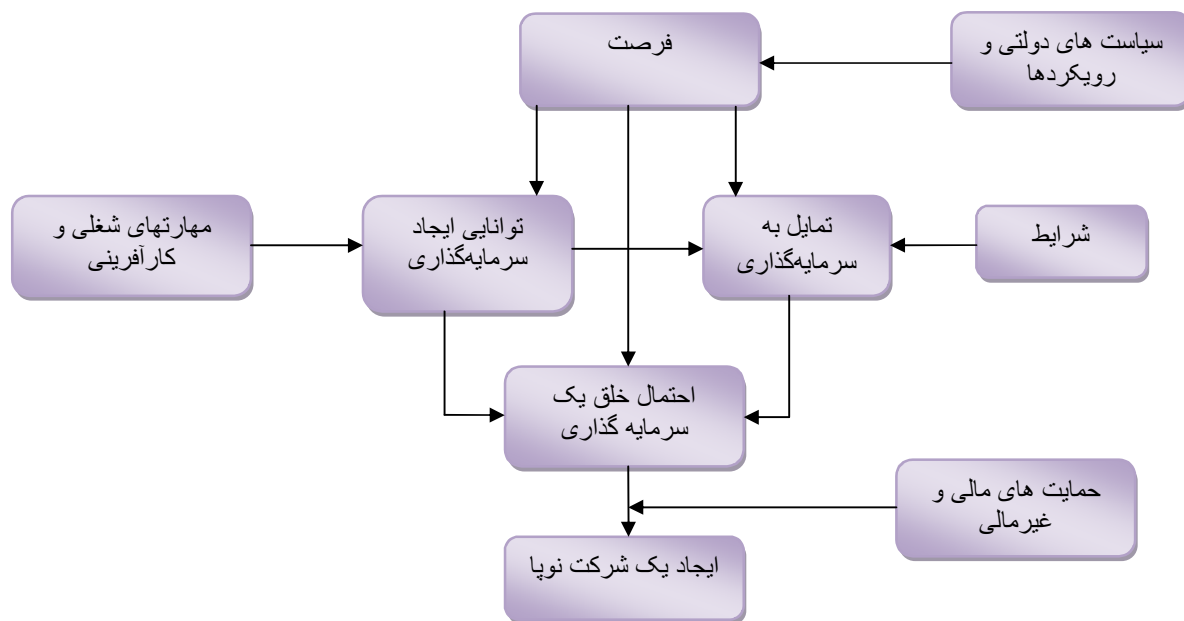 فرصت
سیاست های دولتی و
رویکردها
مهارتهای شغلی و
کارآفرینی
توانایی ایجاد
سرمایه‌گذاری
تمایل به
سرمایه‌گذاری
شرایط
احتمال خلق یک
سرمایه گذاری
حمایت های مالی و
غیرمالی
ایجاد یک شرکت نوپا